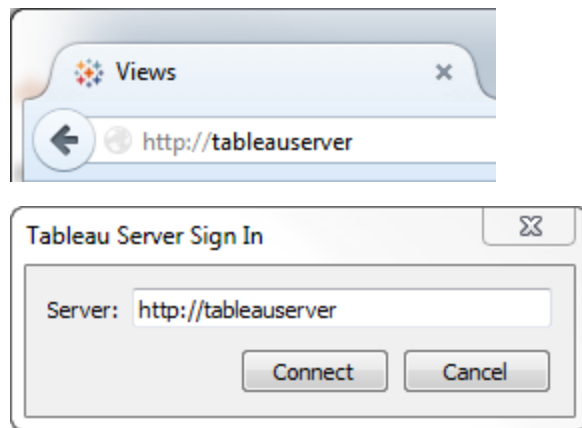 Views
http://tableauserver
Tableau Server Sign In
Server: http://tableauserver
Connect Cancel